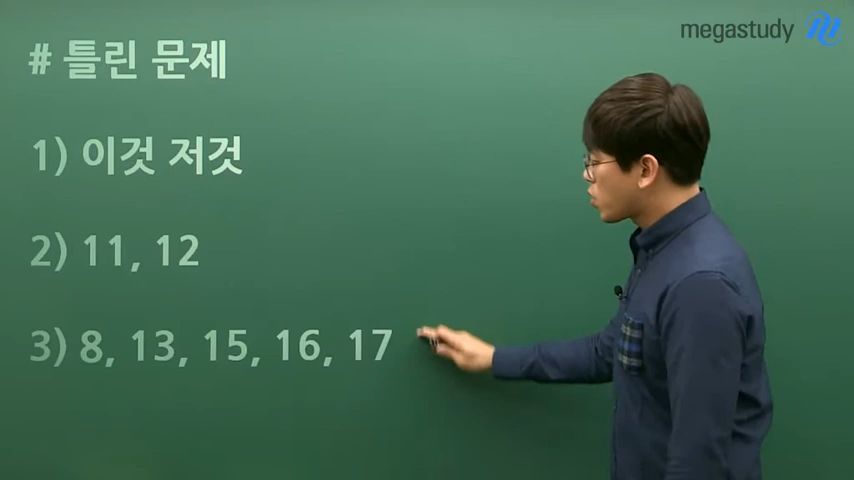 megastudy
# 틀린 문제
1) 이것 저것
2) 11, 12
3) 8, 13, 15, 16, 17